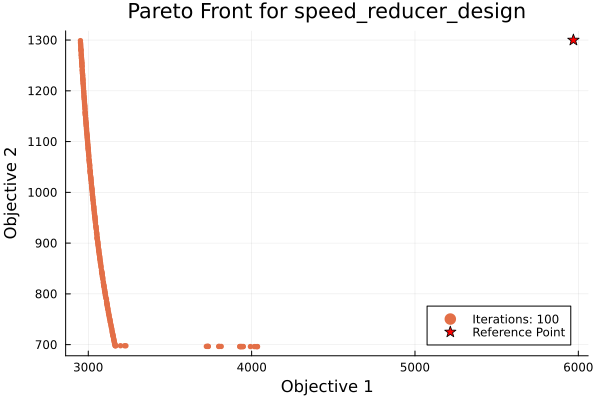 Pareto Front for speed_reducer_design
Objective 2
1300
1200
1100
1000
900
800
700
3000
4000
5000
6000
Objective 1
Iterations: 100
Reference Point